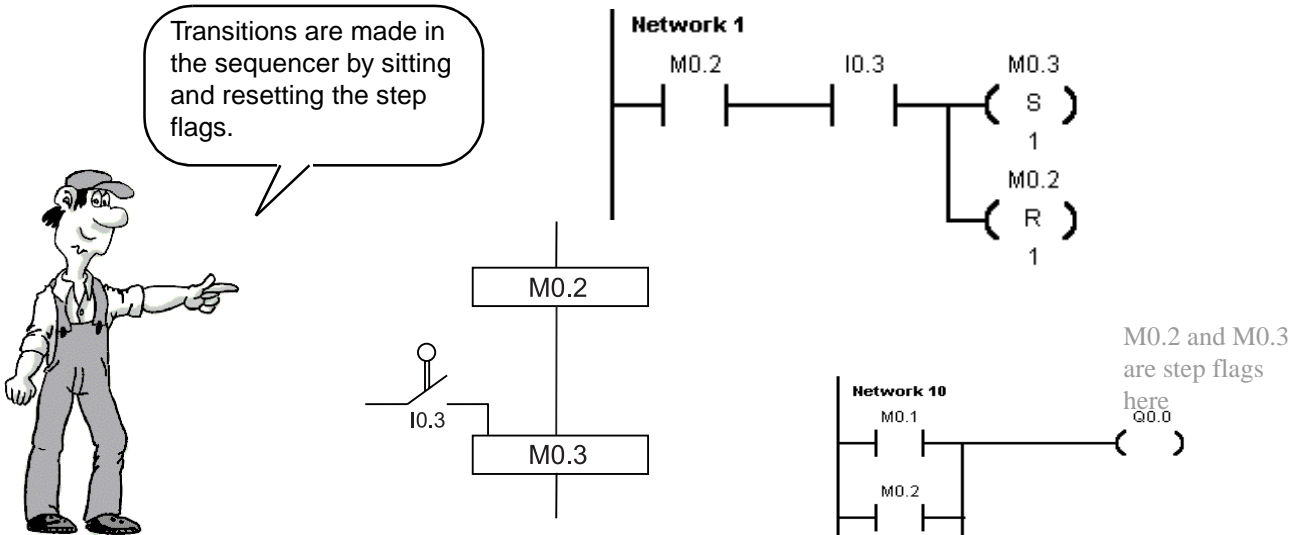 Transitions are made in
the sequencer by sitting
and resetting the step
flags.
Network 1
M0.2
I0.3
M0.3
S
1
M0.2
R
1
M0.2
I0.3
M0.3
M0.2 and M0.3
are step flags
here
Network 10
M0.1
Q0.0
M0.2